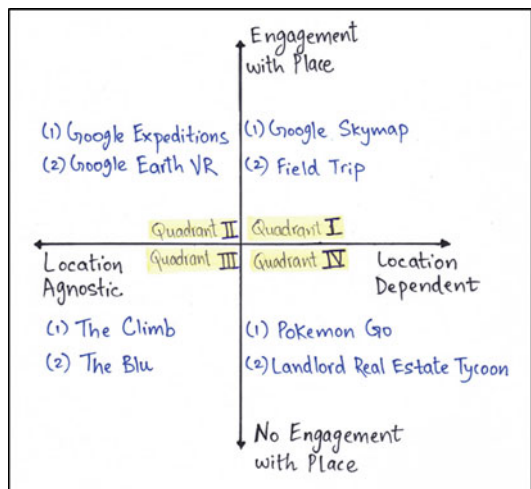 Engagement
with Place
(1) Google Expeditions
(2) Google Earth VR
(1) Google Skymap
(2) Field Trip
Quadrant II
Quadrant I
Quadrant III
Quadrant IV
Location
Agnostic
Location
Dependent
(1) The Climb
(2) The Blu
(1) Pokemon Go
(2) Landlord Real Estate Tycoon
No Engagement
with Place